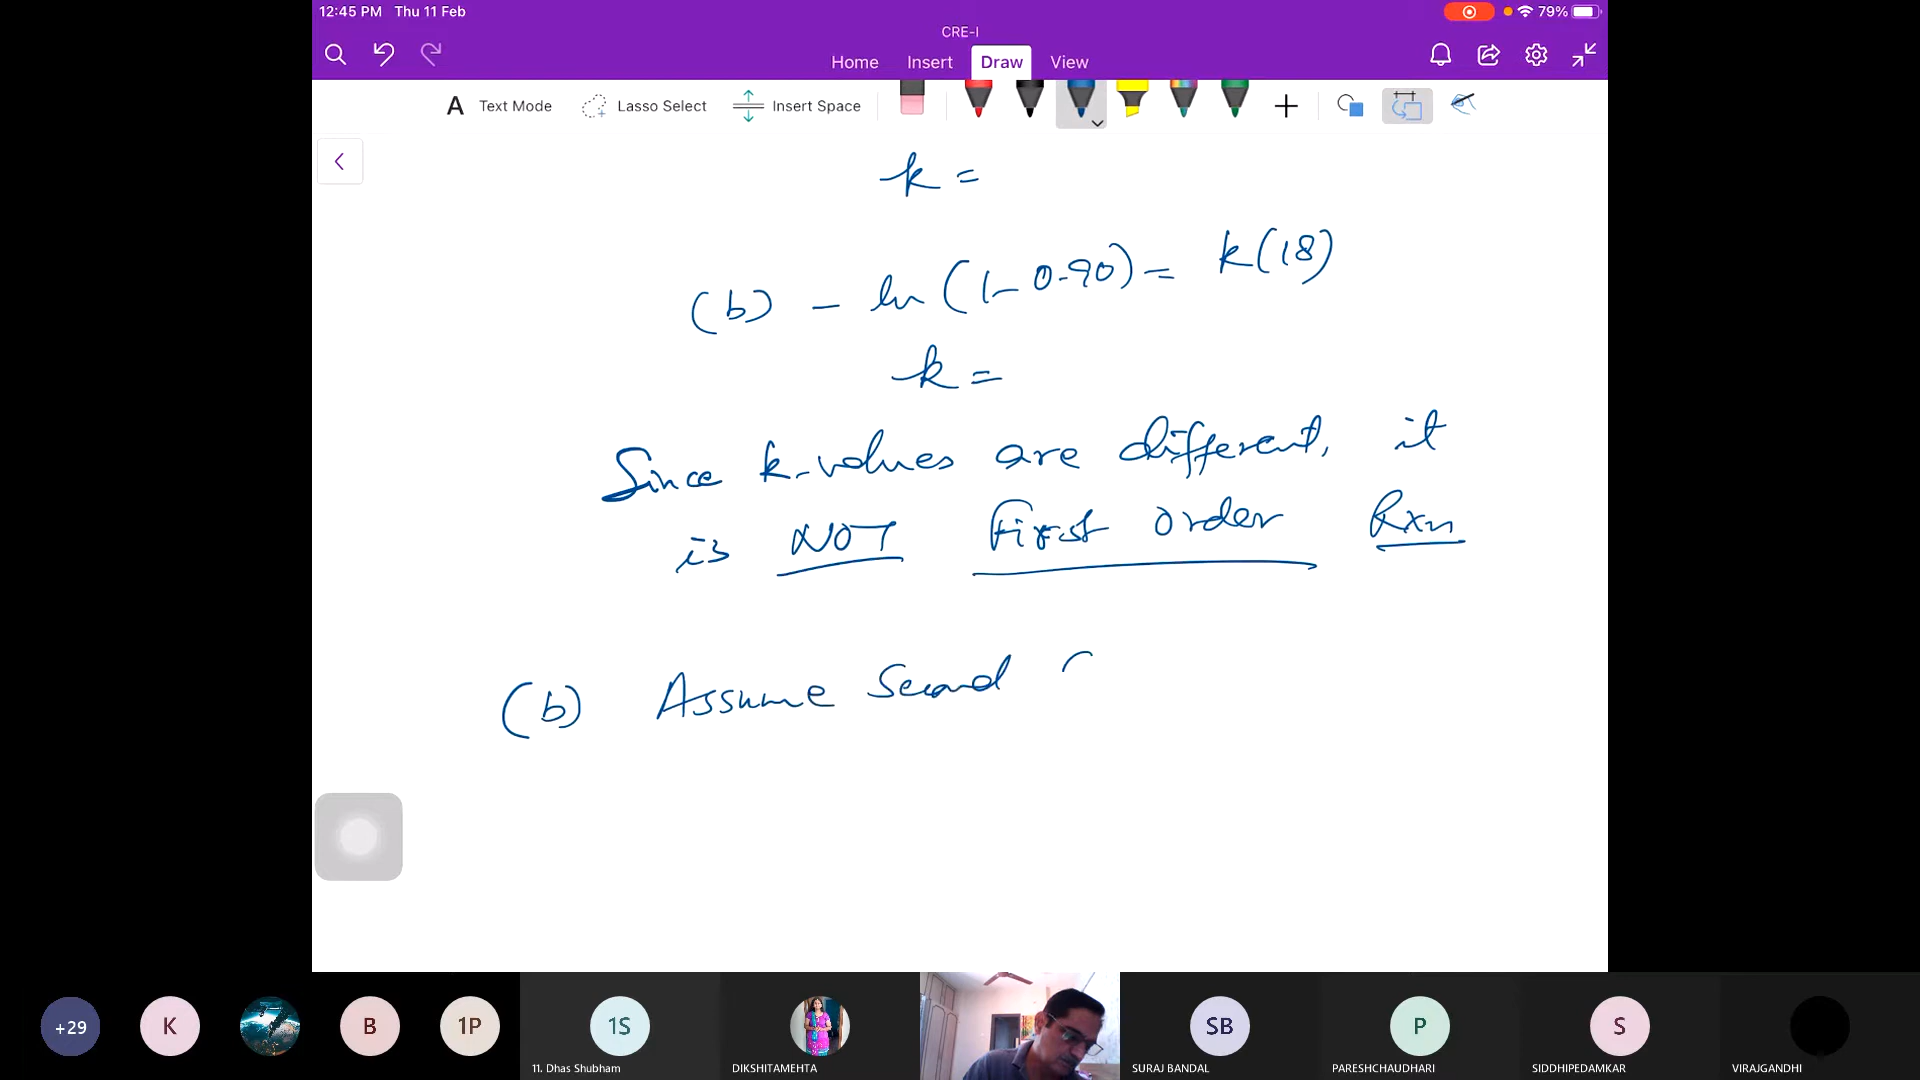 12:45 PM Thu 11 Feb
79%
CRE-I
Home Insert Draw View
A Text Mode Lasso Select Insert Space
k =
(b) - ln (1-0.90) = k(18)
k =
Since k-values are different, it
is NOT First order Rxn
(b) Assume Second
+29 K B 1P 1S SB P S
11. Dhas Shubham DIKSHITAMEHTA SURAJ BANDAL PARESHCHAUDHARI SIDDHIPEDAMKAR VIRAJGANDHI